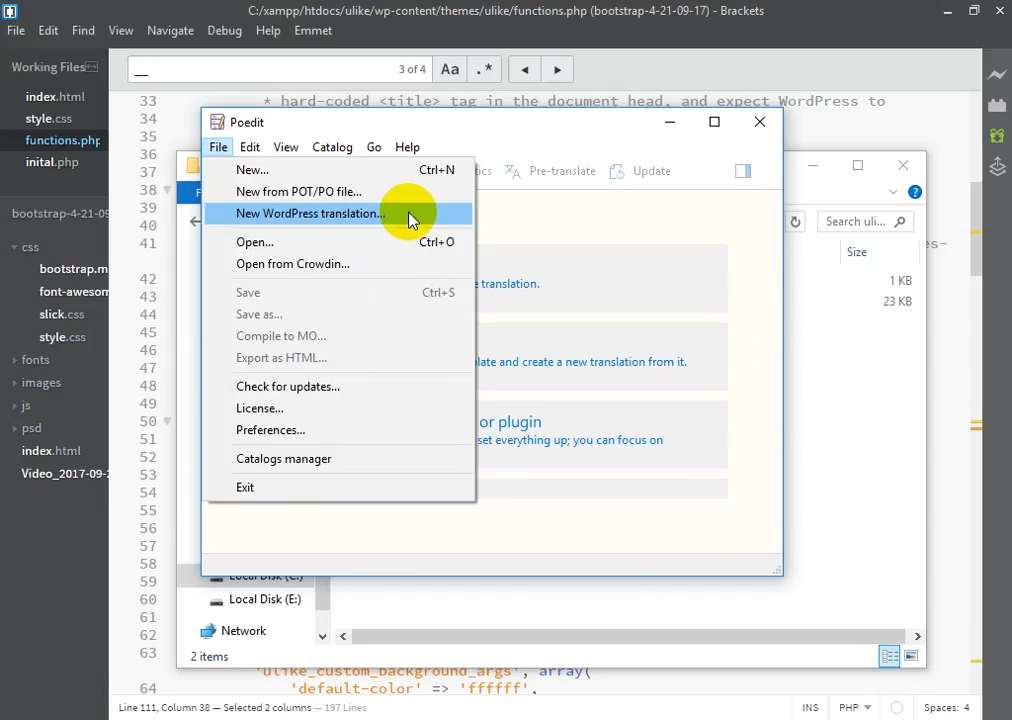 C:/xampp/htdocs/ulike/wp-content/themes/ulike/functions.php (bootstrap-4-21-09-17) - Brackets
File Edit Find View Navigate Debug Help Emmet
Working Files
index.html
style.css
functions.php
inital.php
bootstrap-4-21-09
css
bootstrap.m
font-awesom
slick.css
style.css
fonts
images
js
psd
index.html
Video_2017-09-2
__ 3 of 4 Aa .*
33 * hard-coded <title> tag in the document head, and expect WordPress to
34
35
36
37
38
39
40
41
42
43
44
45
46
47
48
49
50
51
52
53
54
55
56
57
58
59
60
61
62
63
'ulike_custom_background_args', array(
64 'default-color' => 'ffffff',
Poedit
File Edit View Catalog Go Help
New... Ctrl+N
New from POT/PO file...
New WordPress translation...
Open... Ctrl+O
Open from Crowdin...
Save Ctrl+S
Save as...
Compile to MO...
Export as HTML...
Check for updates...
License...
Preferences...
Catalogs manager
Exit
tics Pre-translate Update
e translation.
late and create a new translation from it.
or plugin
set everything up; you can focus on
F
Search uli...
es-
Size
1 KB
23 KB
Local Disk (C:)
Local Disk (E:)
Network
2 items
Line 111, Column 38 — Selected 2 columns — 197 Lines
INS PHP Spaces: 4